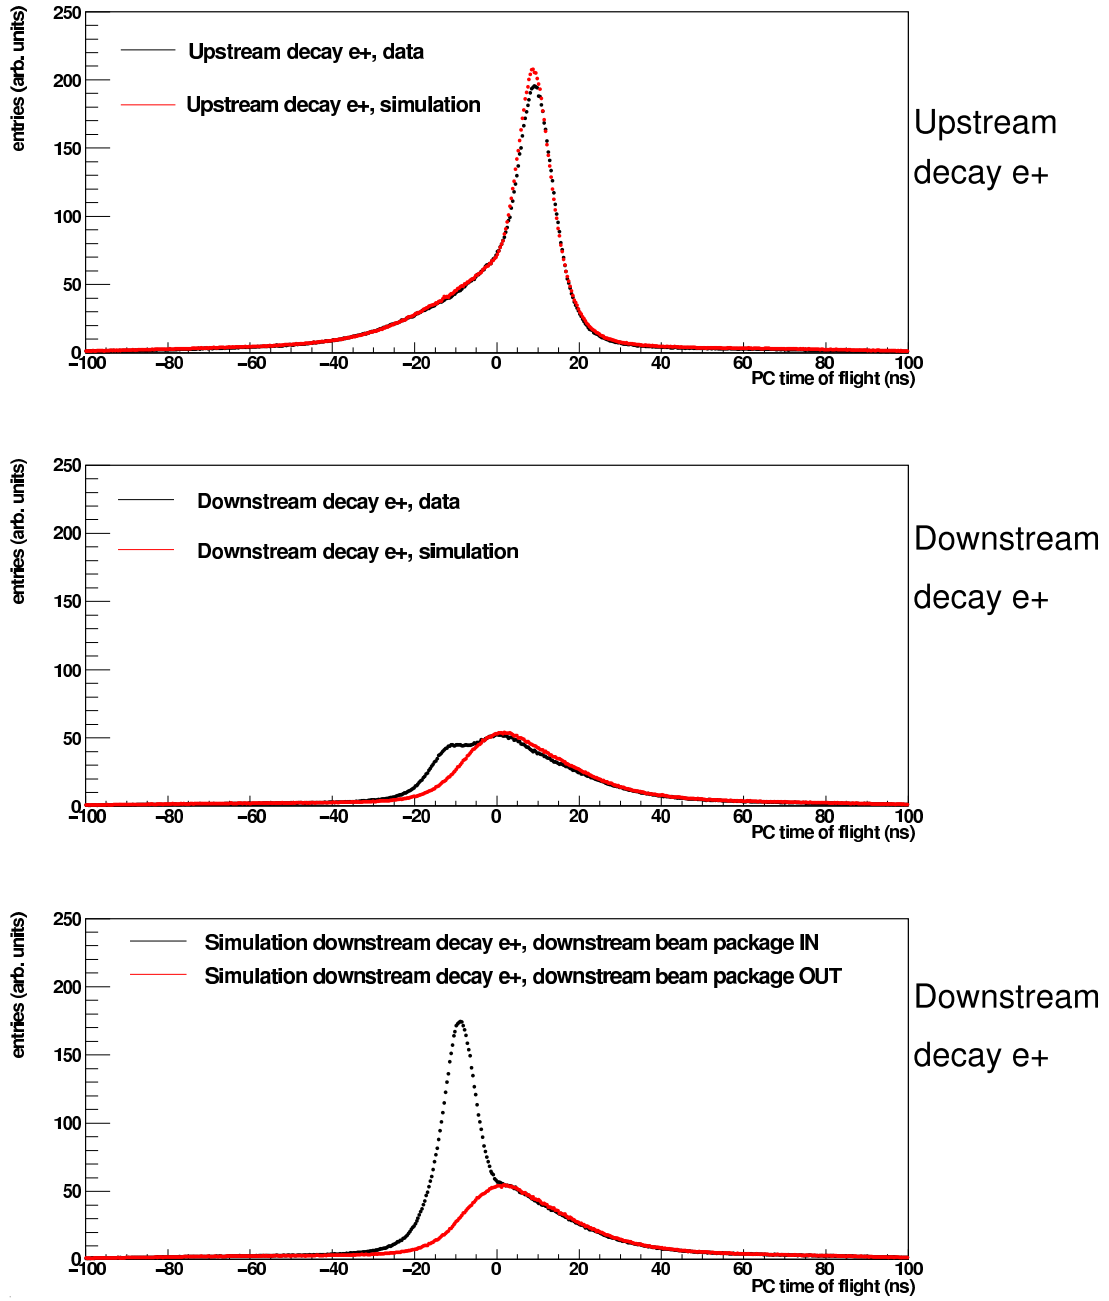 250
200
150
100
50
0
entries (arb. units)
Upstream decay e+, data
Upstream decay e+, simulation
−100 −80 −60 −40 −20 0 20 40 60 80 100
PC time of flight (ns)
Upstream
decay e+
250
200
150
100
50
0
entries (arb. units)
Downstream decay e+, data
Downstream decay e+, simulation
−100 −80 −60 −40 −20 0 20 40 60 80 100
PC time of flight (ns)
Downstream
decay e+
250
200
150
100
50
0
entries (arb. units)
Simulation downstream decay e+, downstream beam package IN
Simulation downstream decay e+, downstream beam package OUT
−100 −80 −60 −40 −20 0 20 40 60 80 100
PC time of flight (ns)
Downstream
decay e+